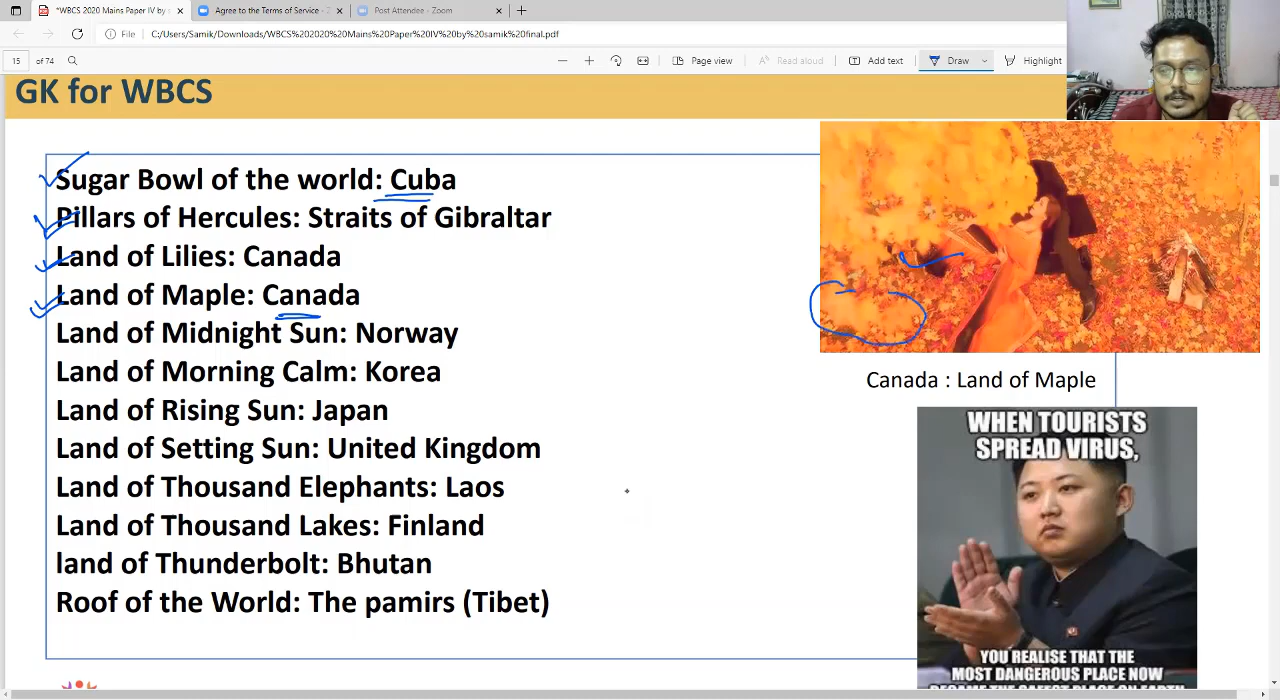 *WBCS 2020 Mains Paper IV by s
Agree to the Terms of Service - Z
Post Attendee - Zoom
File
C:/Users/Samik/Downloads/WBCS%202020%20Mains%20Paper%20IV%20by%20samik%20final.pdf
15 of 74
Page view
Read aloud
Add text
Draw
Highlight
GK for WBCS
Sugar Bowl of the world: Cuba
Pillars of Hercules: Straits of Gibraltar
Land of Lilies: Canada
Land of Maple: Canada
Land of Midnight Sun: Norway
Land of Morning Calm: Korea
Land of Rising Sun: Japan
Land of Setting Sun: United Kingdom
Land of Thousand Elephants: Laos
Land of Thousand Lakes: Finland
land of Thunderbolt: Bhutan
Roof of the World: The pamirs (Tibet)
Canada : Land of Maple
WHEN TOURISTS
SPREAD VIRUS,
YOU REALISE THAT THE
MOST DANGEROUS PLACE NOW